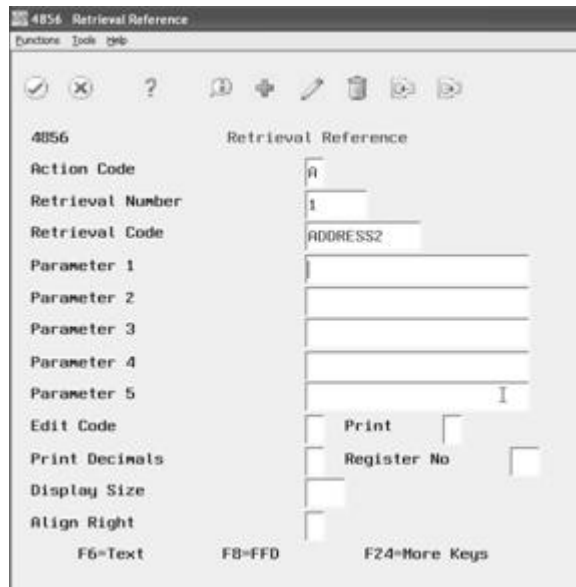 4856 Retrieval Reference
Functions Tools Help
?
4856 Retrieval Reference
Action Code A
Retrieval Number 1
Retrieval Code ADDRESS2
Parameter 1
Parameter 2
Parameter 3
Parameter 4
Parameter 5
Edit Code Print
Print Decimals Register No
Display Size
Align Right
F6=Text F8=FFD F24=More Keys